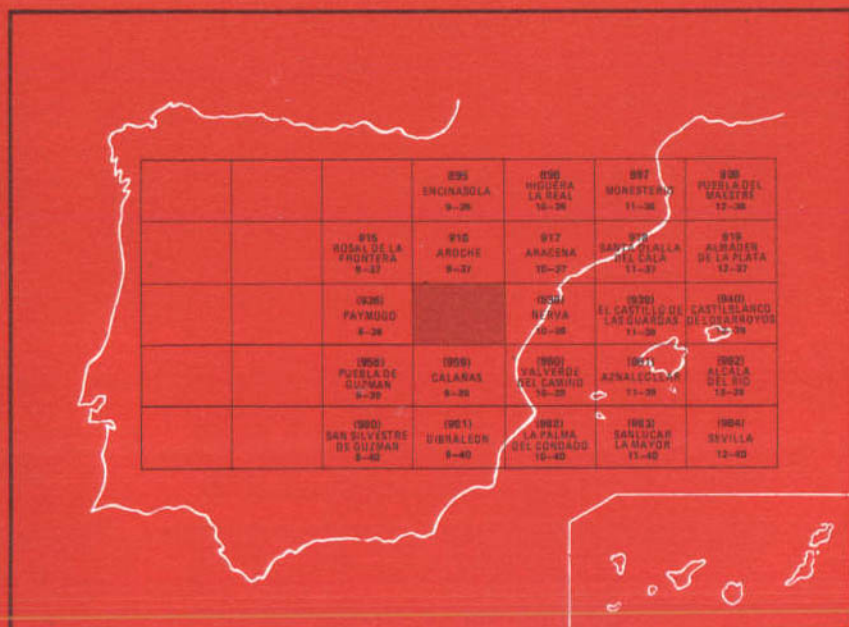 895
ENCINASOLA
9-36
896
HIGUERA
LA REAL
10-36
897
MONESTERIO
11-36
898
PUEBLA DEL
MAESTRE
12-36
915
ROSAL DE LA
FRONTERA
8-37
916
AROCHE
9-37
917
ARACENA
10-37
918
SANTA OLALLA
DEL CALA
11-37
919
ALMADEN
DE LA PLATA
12-37
(936)
PAYMOGO
8-38
(938)
NERVA
10-38
(939)
EL CASTILLO DE
LAS GUARDAS
11-38
(940)
CASTILBLANCO
DE LOS ARROYOS
(958)
PUEBLA DE
GUZMAN
8-39
(959)
CALAÑAS
9-39
(960)
VALVERDE
DEL CAMINO
10-39
(961)
AZNALCOLLAR
11-39
(962)
ALCALA
DEL RIO
12-39
(980)
SAN SILVESTRE
DE GUZMAN
8-40
(981)
GIBRALEON
9-40
(982)
LA PALMA
DEL CONDADO
10-40
(983)
SANLUCAR
LA MAYOR
11-40
(984)
SEVILLA
12-40